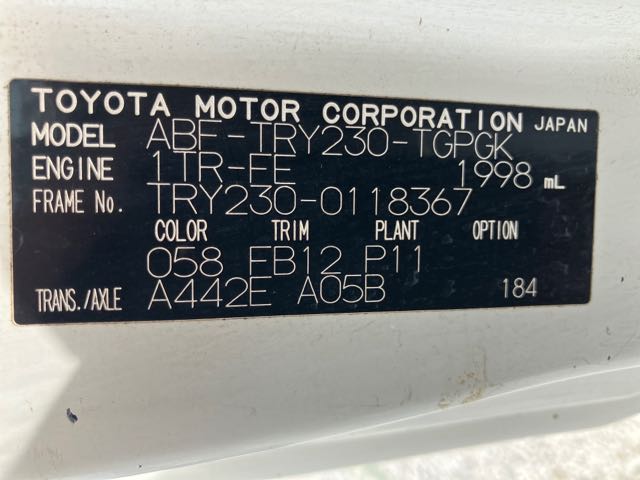 TOYOTA MOTOR CORPORATION JAPAN
MODEL ABF-TRY230-TGPGK
ENGINE 1TR-FE 1998 mL
FRAME No. TRY230-0118367
COLOR TRIM PLANT OPTION
058 FB12 P11
TRANS./AXLE A442E A05B 184